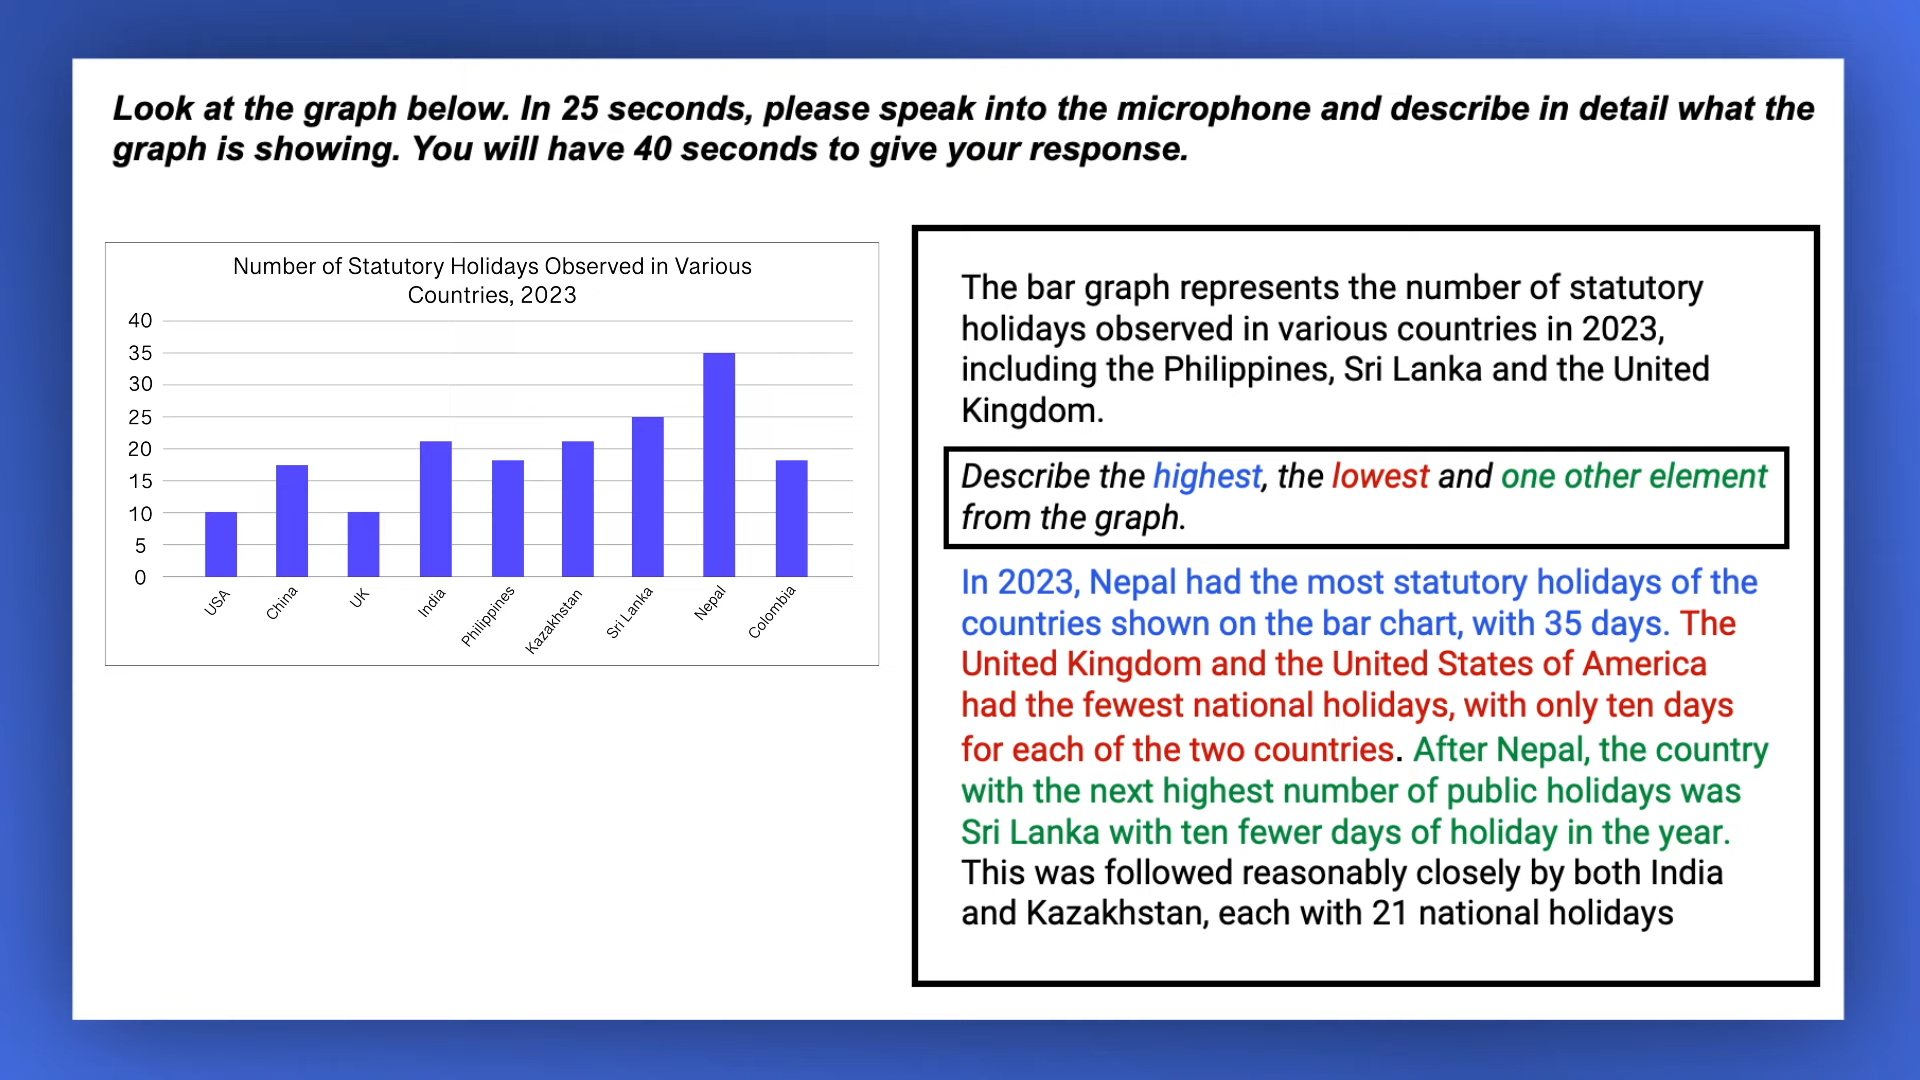 Look at the graph below. In 25 seconds, please speak into the microphone and describe in detail what the
graph is showing. You will have 40 seconds to give your response.
Number of Statutory Holidays Observed in Various
Countries, 2023
40
35
30
25
20
15
10
5
0
USA
China
UK
India
Philippines
Kazakhstan
Sri Lanka
Nepal
Colombia
The bar graph represents the number of statutory
holidays observed in various countries in 2023,
including the Philippines, Sri Lanka and the United
Kingdom.
Describe the highest, the lowest and one other element
from the graph.
In 2023, Nepal had the most statutory holidays of the
countries shown on the bar chart, with 35 days. The
United Kingdom and the United States of America
had the fewest national holidays, with only ten days
for each of the two countries. After Nepal, the country
with the next highest number of public holidays was
Sri Lanka with ten fewer days of holiday in the year.
This was followed reasonably closely by both India
and Kazakhstan, each with 21 national holidays